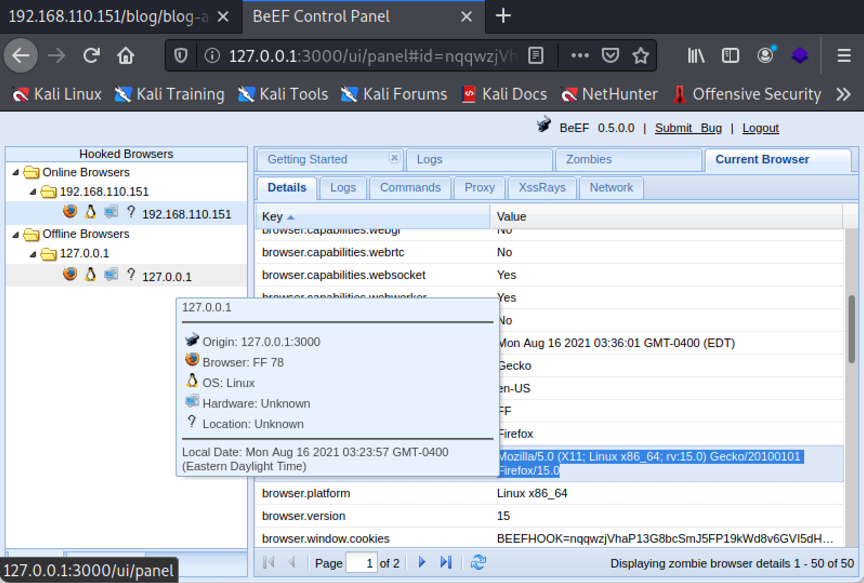 192.168.110.151/blog/blog-a
BeEF Control Panel
127.0.0.1:3000/ui/panel#id=nqqwzjVh
Kali Linux
Kali Training
Kali Tools
Kali Forums
Kali Docs
NetHunter
Offensive Security
BeEF 0.5.0.0 | Submit Bug | Logout
Hooked Browsers
Online Browsers
192.168.110.151
192.168.110.151
Offline Browsers
127.0.0.1
127.0.0.1
Getting Started
Logs
Zombies
Current Browser
Details
Logs
Commands
Proxy
XssRays
Network
Key
Value
browser.capabilities.webgl
No
browser.capabilities.webrtc
No
browser.capabilities.websocket
Yes
browser.capabilities.webworker
Yes
No
Mon Aug 16 2021 03:36:01 GMT-0400 (EDT)
Gecko
en-US
FF
Firefox
Mozilla/5.0 (X11; Linux x86_64; rv:15.0) Gecko/20100101
Firefox/15.0
browser.platform
Linux x86_64
browser.version
15
browser.window.cookies
BEEFHOOK=nqqwzjVhaP13G8bcSmJ5FP19kWd8v6GVI5dH...
127.0.0.1
Origin: 127.0.0.1:3000
Browser: FF 78
OS: Linux
Hardware: Unknown
? Location: Unknown
Local Date: Mon Aug 16 2021 03:23:57 GMT-0400
(Eastern Daylight Time)
Page 1 of 2
Displaying zombie browser details 1 - 50 of 50
127.0.0.1:3000/ui/panel